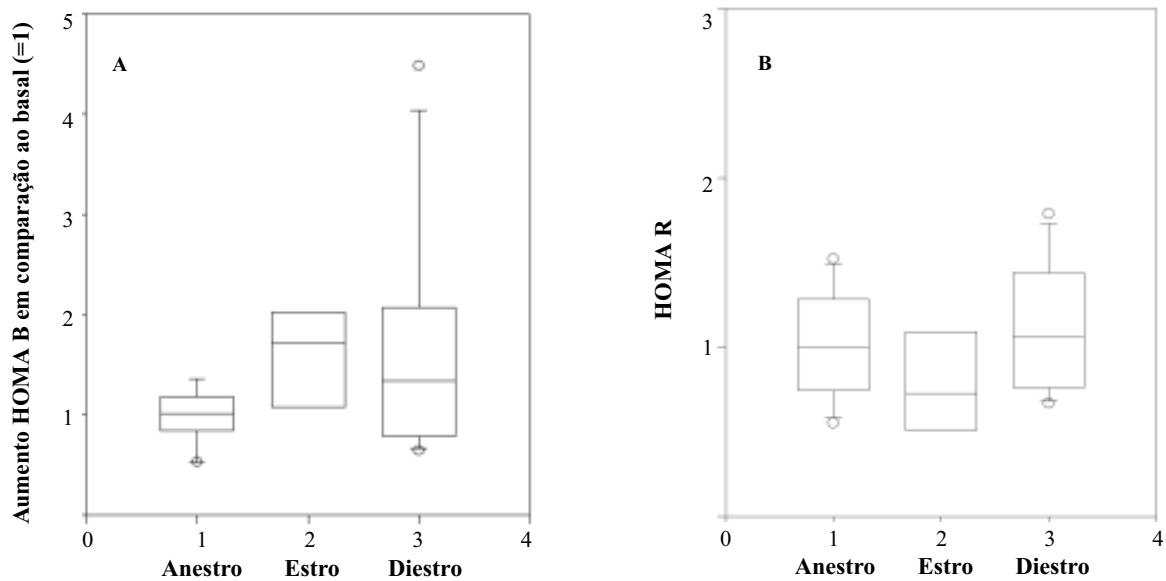 Aumento HOMA B em comparação ao basal (=1)
A
5
4
3
2
1
0 1 2 3 4
Anestro Estro Diestro
HOMA R
B
3
2
1
0 1 2 3 4
Anestro Estro Diestro